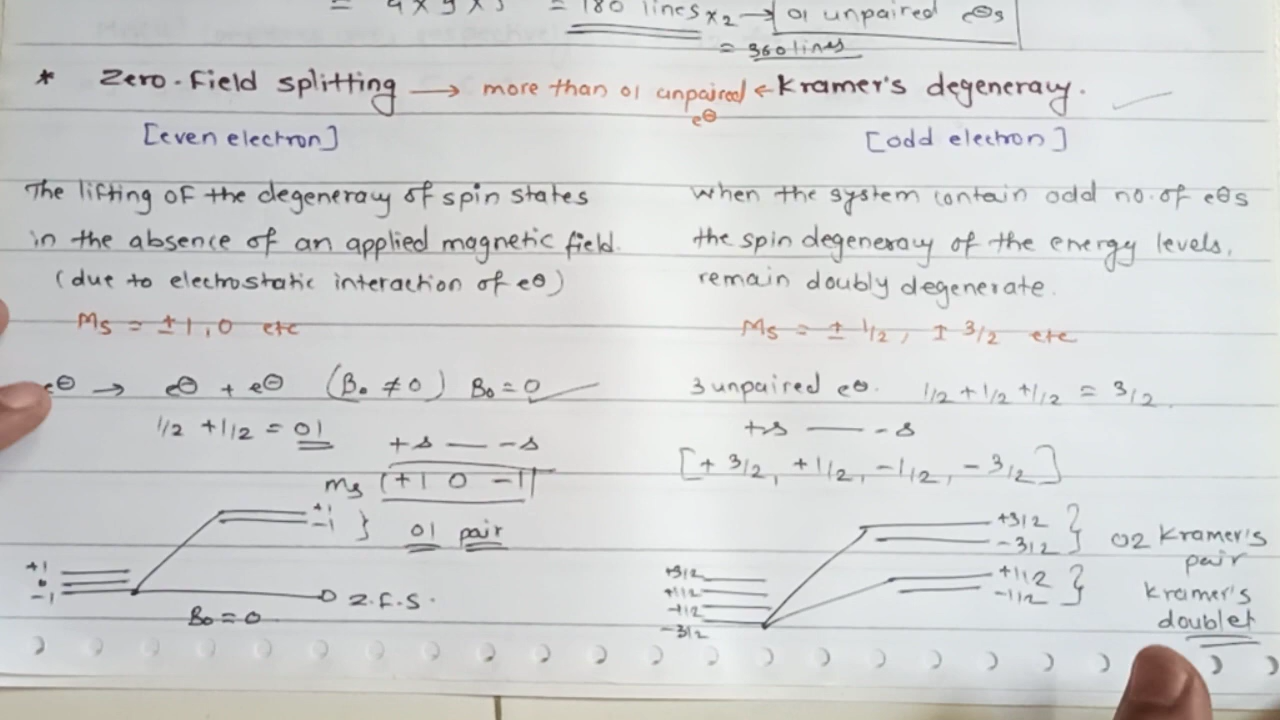 = 4 x 9 x 5 = 180 lines x 2 → 01 unpaired e⊖s
= 360 lines
* Zero-Field splitting → more than 01 unpaired e⊖ ← Kramer's degeneracy.
[even electron] [odd electron]
The lifting of the degeneracy of spin states
in the absence of an applied magnetic field.
(due to electrostatic interaction of e⊖)
Ms = ±1, 0 etc
when the system contain odd no. of e⊖s
the spin degeneracy of the energy levels,
remain doubly degenerate.
Ms = ± 1/2, ± 3/2 etc
e⊖ → e⊖ + e⊖ (B₀ ≠ 0) B₀ = 0
1/2 + 1/2 = 01
+s — -s
ms [+1 0 -1]
+1
-1 } 01 pair
+1
0
-1
0 Z.F.S.
B₀ = 0
3 unpaired e⊖. 1/2 + 1/2 + 1/2 = 3/2
+s — -s
[+3/2, +1/2, -1/2, -3/2]
+3/2
-3/2 }
+1/2
-1/2 }
02 Kramer's
pair
Kramer's
doublet
+3/2
+1/2
-1/2
-3/2